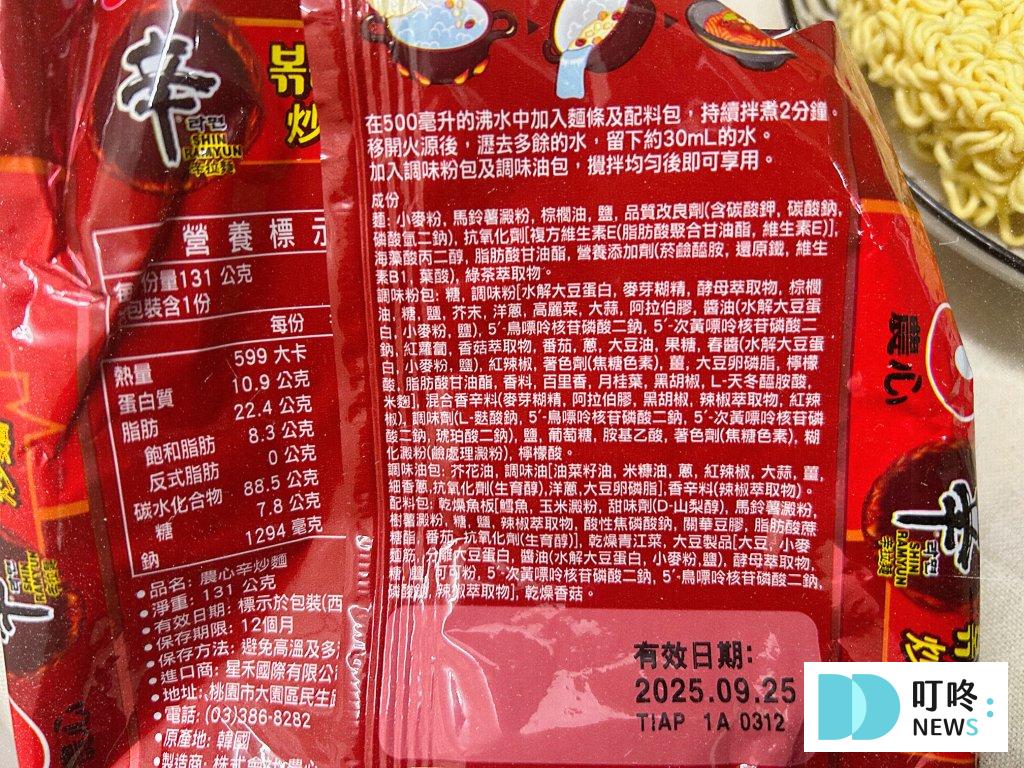 辛
라면
SHIN
RAMYUN
辛拉麵
볶
炒
營養標示
每一份量131 公克
本包裝含1份
每份
熱量 599 大卡
蛋白質 10.9 公克
脂肪 22.4 公克
飽和脂肪 8.3 公克
反式脂肪 0 公克
碳水化合物 88.5 公克
糖 7.8 公克
鈉 1294 毫克
•品名: 農心辛炒麵
•淨重: 131 公克
•有效日期: 標示於包裝(西
•保存期限: 12個月
•保存方法: 避免高溫及多
•進口商: 星禾國際有限公
•地址: 桃園市大園區民生
•電話: (03)386-8282
•原產地: 韓國
•製造商: 株式會社農心
在500毫升的沸水中加入麵條及配料包，持續拌煮2分鐘。
移開火源後，瀝去多餘的水，留下約30mL的水。
加入調味粉包及調味油包，攪拌均勻後即可享用。
成份
麵: 小麥粉, 馬鈴薯澱粉, 棕櫚油, 鹽, 品質改良劑(含碳酸鉀, 碳酸鈉,
磷酸氫二鈉), 抗氧化劑[複方維生素E(脂肪酸聚合甘油酯, 維生素E)],
海藻酸丙二醇, 脂肪酸甘油酯, 營養添加劑(菸鹼醯胺, 還原鐵, 維生
素B1, 葉酸), 綠茶萃取物。
調味粉包: 糖, 調味粉[水解大豆蛋白, 麥芽糊精, 酵母萃取物, 棕櫚
油, 糖, 鹽, 芥末, 洋蔥, 高麗菜, 大蒜, 阿拉伯膠, 醬油(水解大豆蛋
白, 小麥粉, 鹽), 5´-鳥嘌呤核苷磷酸二鈉, 5´-次黃嘌呤核苷磷酸二
鈉, 紅蘿蔔, 香菇萃取物, 番茄, 蔥, 大豆油, 果糖, 春醬(水解大豆蛋
白, 小麥粉, 鹽), 紅辣椒, 著色劑(焦糖色素), 薑, 大豆卵磷脂, 檸檬
酸, 脂肪酸甘油酯, 香料, 百里香, 月桂葉, 黑胡椒, L-天冬醯胺酸,
米麴], 混合香辛料(麥芽糊精, 阿拉伯膠, 黑胡椒, 辣椒萃取物, 紅辣
椒), 調味劑(L-麩酸鈉, 5´-鳥嘌呤核苷磷酸二鈉, 5´-次黃嘌呤核苷磷
酸二鈉, 琥珀酸二鈉), 鹽, 葡萄糖, 胺基乙酸, 著色劑(焦糖色素), 糊
化澱粉(鹼處理澱粉), 檸檬酸。
調味油包: 芥花油, 調味油[油菜籽油, 米糠油, 蔥, 紅辣椒, 大蒜, 薑,
細香蔥,抗氧化劑(生育醇),洋蔥,大豆卵磷脂],香辛料(辣椒萃取物)。
配料包: 乾燥魚板[鱈魚, 玉米澱粉, 甜味劑(D-山梨醇), 馬鈴薯澱粉,
樹薯澱粉, 糖, 鹽, 辣椒萃取物, 酸性焦磷酸鈉, 關華豆膠, 脂肪酸蔗
糖酯, 番茄, 抗氧化劑(生育醇)], 乾燥青江菜, 大豆製品[大豆, 小麥
麵筋, 分離大豆蛋白, 醬油(水解大豆蛋白, 小麥粉,鹽), 酵母萃取物,
糖, 鹽, 可可粉, 5´-次黃嘌呤核苷磷酸二鈉, 5´-鳥嘌呤核苷磷酸二鈉,
辣椒萃取物], 乾燥香菇。
有效日期:
2025.09.25
TIAP 1A 0312
農心
辛
라면
SHIN
RAMYUN
辛拉麵
炒
叮咚
NEWS